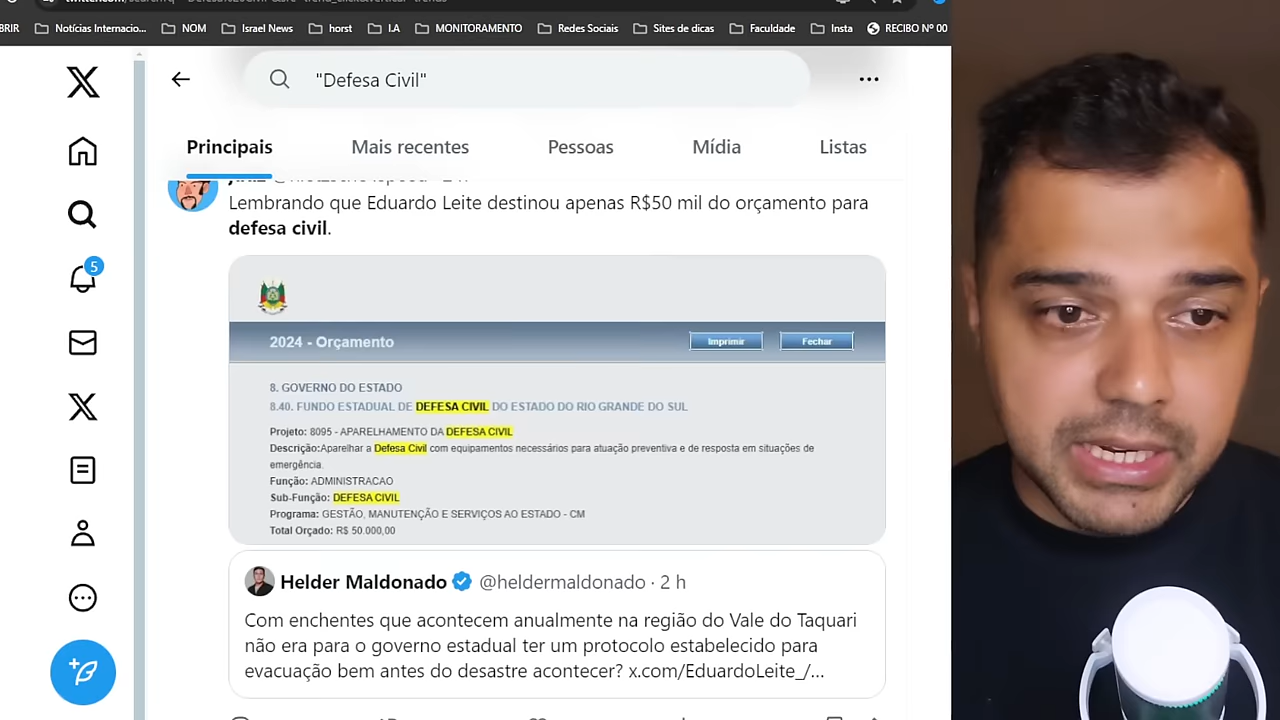 BRIR Notícias Internacio... NOM Israel News horst I.A MONITORAMENTO Redes Sociais Sites de dicas Faculdade Insta RECIBO Nº 00
"Defesa Civil"
Principais Mais recentes Pessoas Mídia Listas
Lembrando que Eduardo Leite destinou apenas R$50 mil do orçamento para
defesa civil.
2024 - Orçamento Imprimir Fechar
8. GOVERNO DO ESTADO
8.40. FUNDO ESTADUAL DE DEFESA CIVIL DO ESTADO DO RIO GRANDE DO SUL
Projeto: 8095 - APARELHAMENTO DA DEFESA CIVIL
Descrição:Aparelhar a Defesa Civil com equipamentos necessários para atuação preventiva e de resposta em situações de
emergência.
Função: ADMINISTRACAO
Sub-Função: DEFESA CIVIL
Programa: GESTÃO, MANUTENÇÃO E SERVIÇOS AO ESTADO - CM
Total Orçado: R$ 50.000,00
5
Helder Maldonado @heldermaldonado · 2 h
Com enchentes que acontecem anualmente na região do Vale do Taquari
não era para o governo estadual ter um protocolo estabelecido para
evacuação bem antes do desastre acontecer? x.com/EduardoLeite_/...